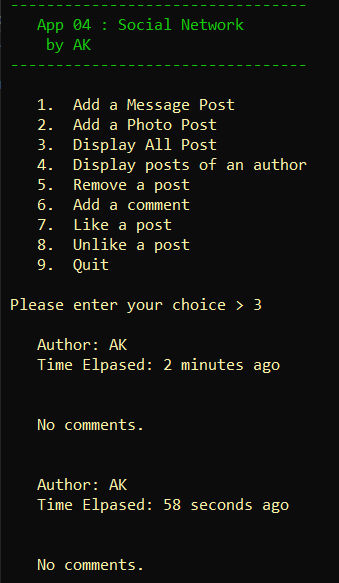 ---------------------------------
App 04 : Social Network
by AK
---------------------------------
1. Add a Message Post
2. Add a Photo Post
3. Display All Post
4. Display posts of an author
5. Remove a post
6. Add a comment
7. Like a post
8. Unlike a post
9. Quit
Please enter your choice > 3
Author: AK
Time Elpased: 2 minutes ago
No comments.
Author: AK
Time Elpased: 58 seconds ago
No comments.